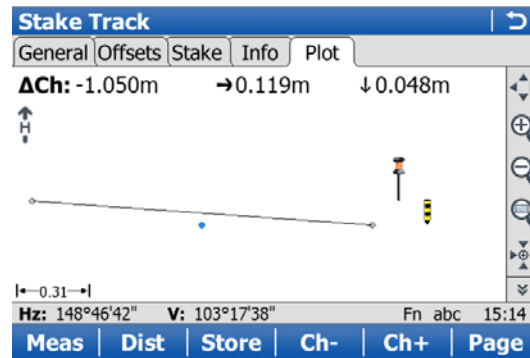 Stake Track
General Offsets Stake Info Plot
ΔCh: -1.050m →0.119m ↓0.048m
H
0.31
Hz: 148°46'42" V: 103°17'38" Fn abc 15:14
Meas Dist Store Ch- Ch+ Page